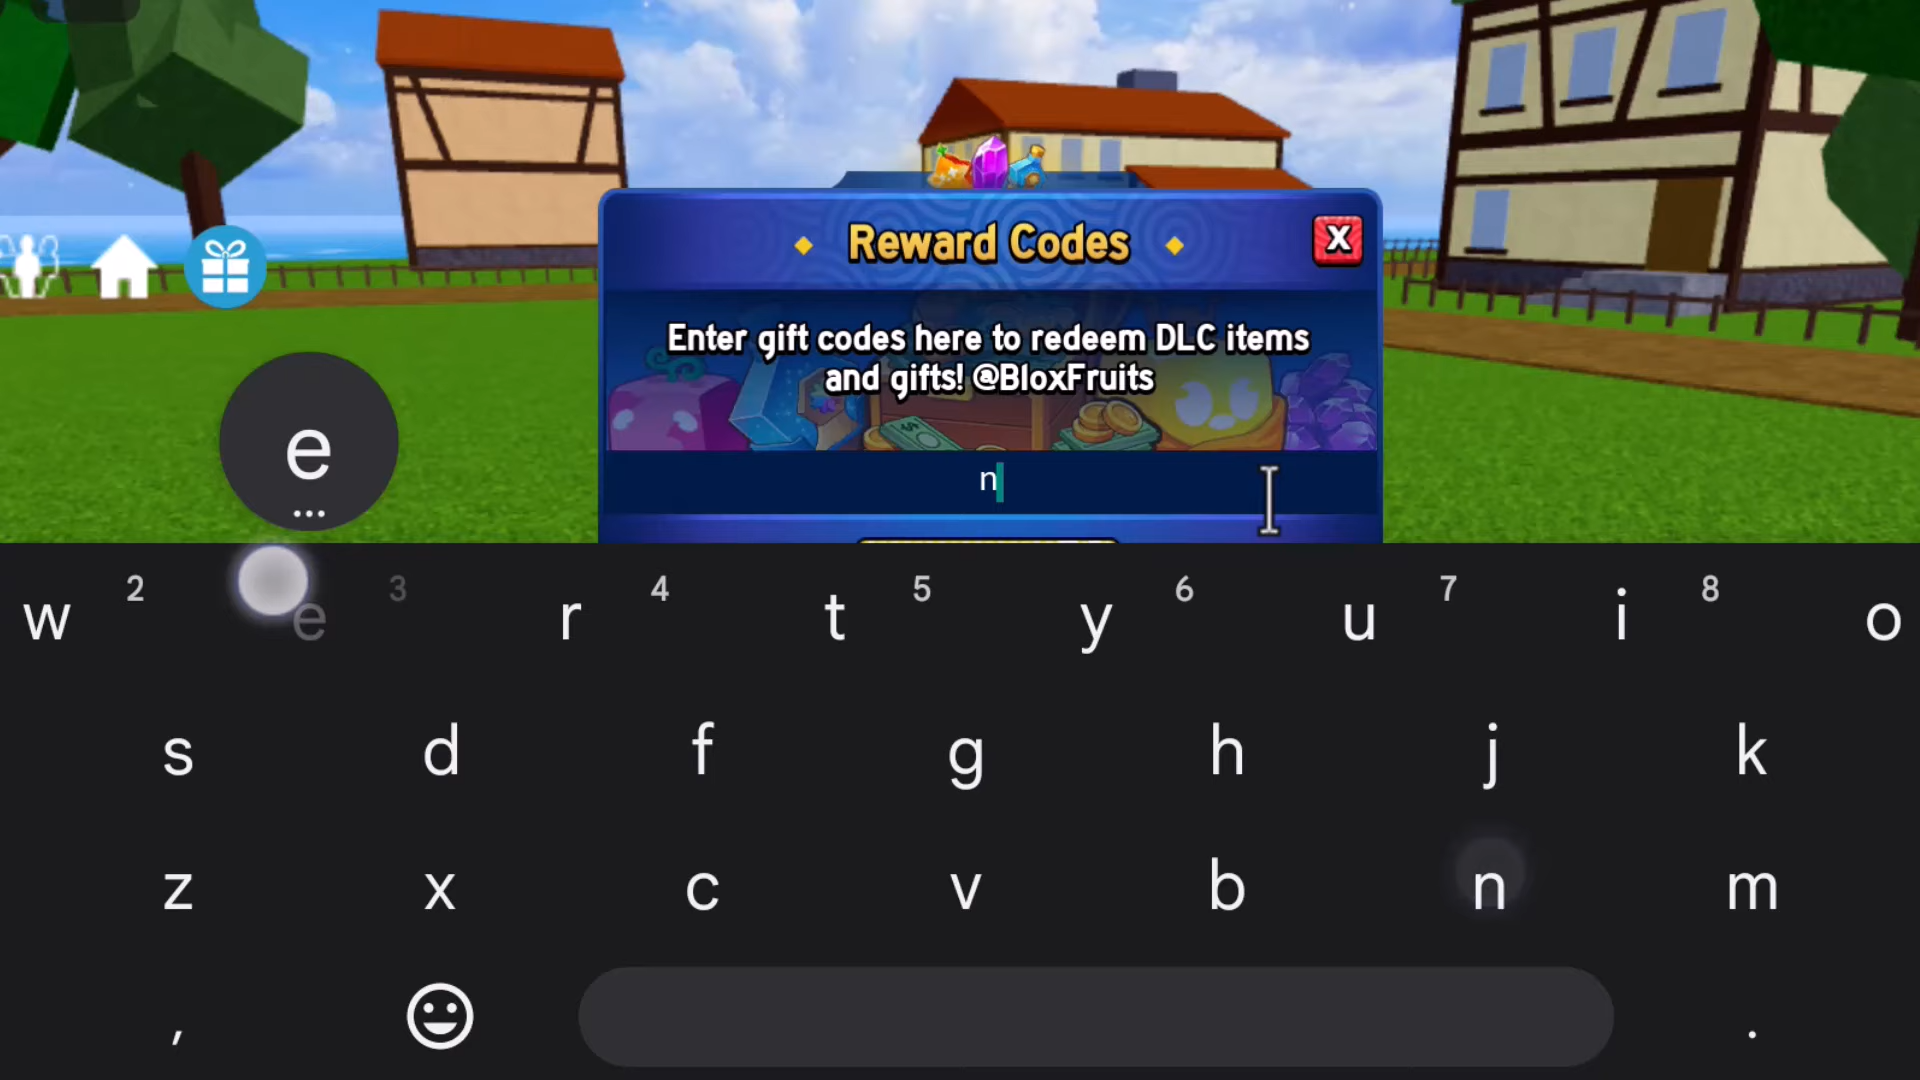 Reward Codes
X
Enter gift codes here to redeem DLC items
and gifts! @BloxFruits
n
e
...
w 2 e 3 r 4 t 5 y 6 u 7 i 8 o
s d f g h j k
z x c v b n m
, .